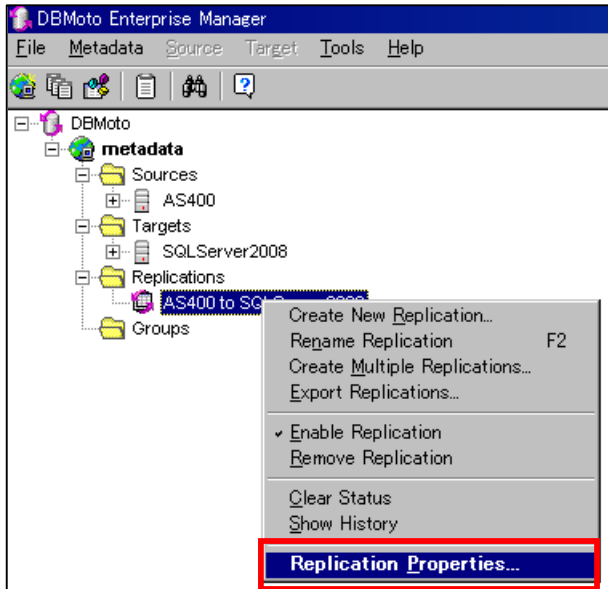 DBMoto Enterprise Manager
File Metadata Source Target Tools Help
DBMoto
metadata
Sources
AS400
Targets
SQLServer2008
Replications
AS400 to
Groups
Create New Replication...
Rename Replication F2
Create Multiple Replications...
Export Replications...
Enable Replication
Remove Replication
Clear Status
Show History
Replication Properties...